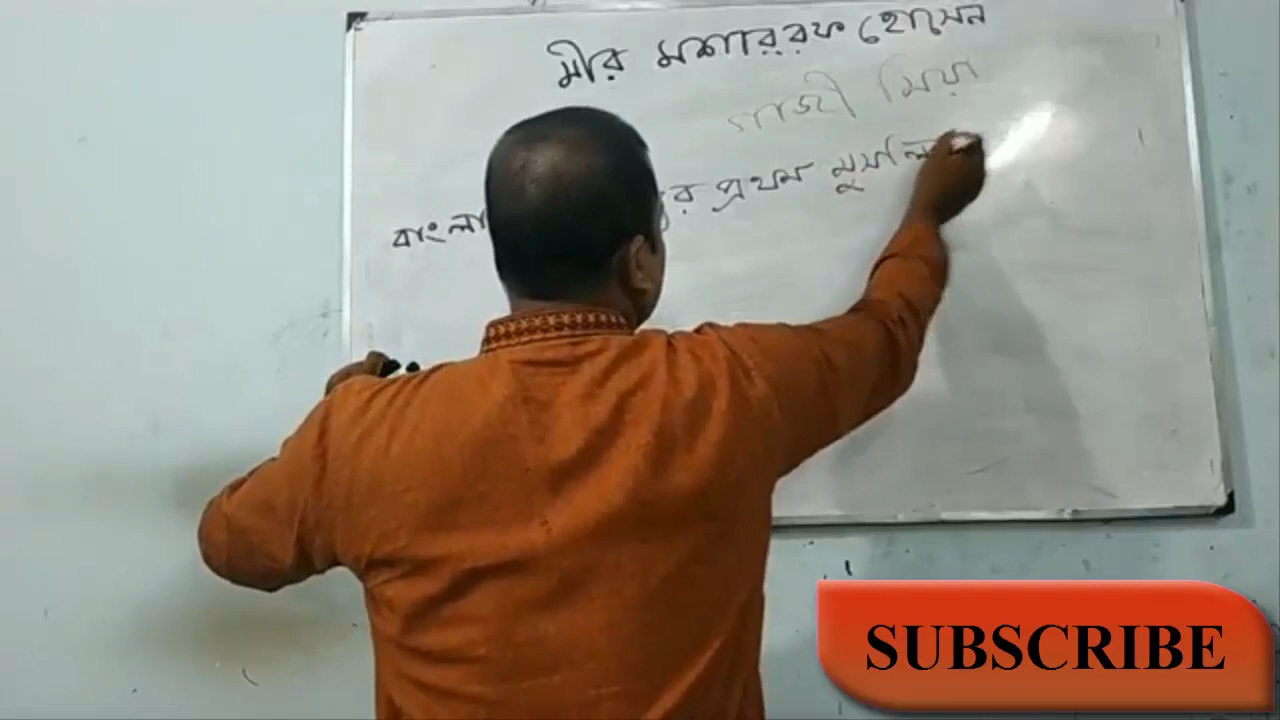 মীর মশাররফ হোসেন
গাজী মিয়া
বাংলা র প্রথম মুসলি
SUBSCRIBE